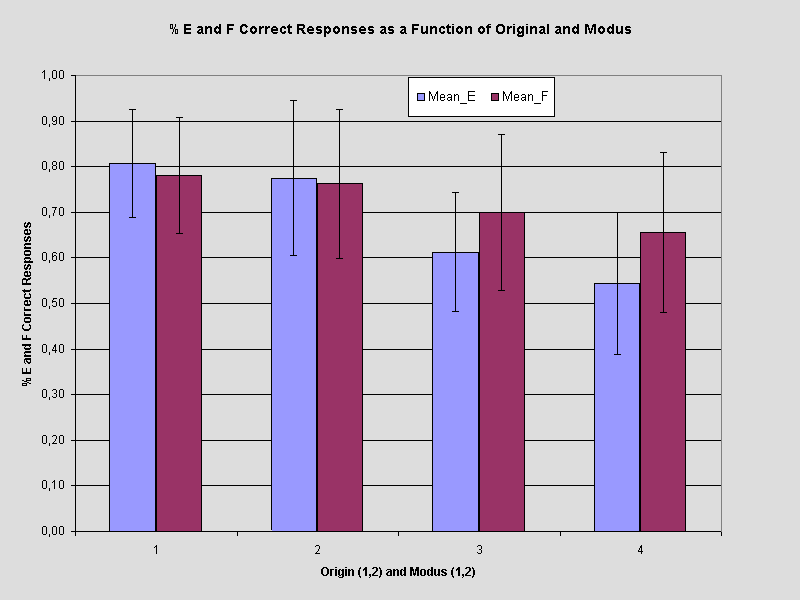 % E and F Correct Responses as a Function of Original and Modus
Mean_E Mean_F
% E and F Correct Responses
1,00
0,90
0,80
0,70
0,60
0,50
0,40
0,30
0,20
0,10
0,00
1 2 3 4
Origin (1,2) and Modus (1,2)